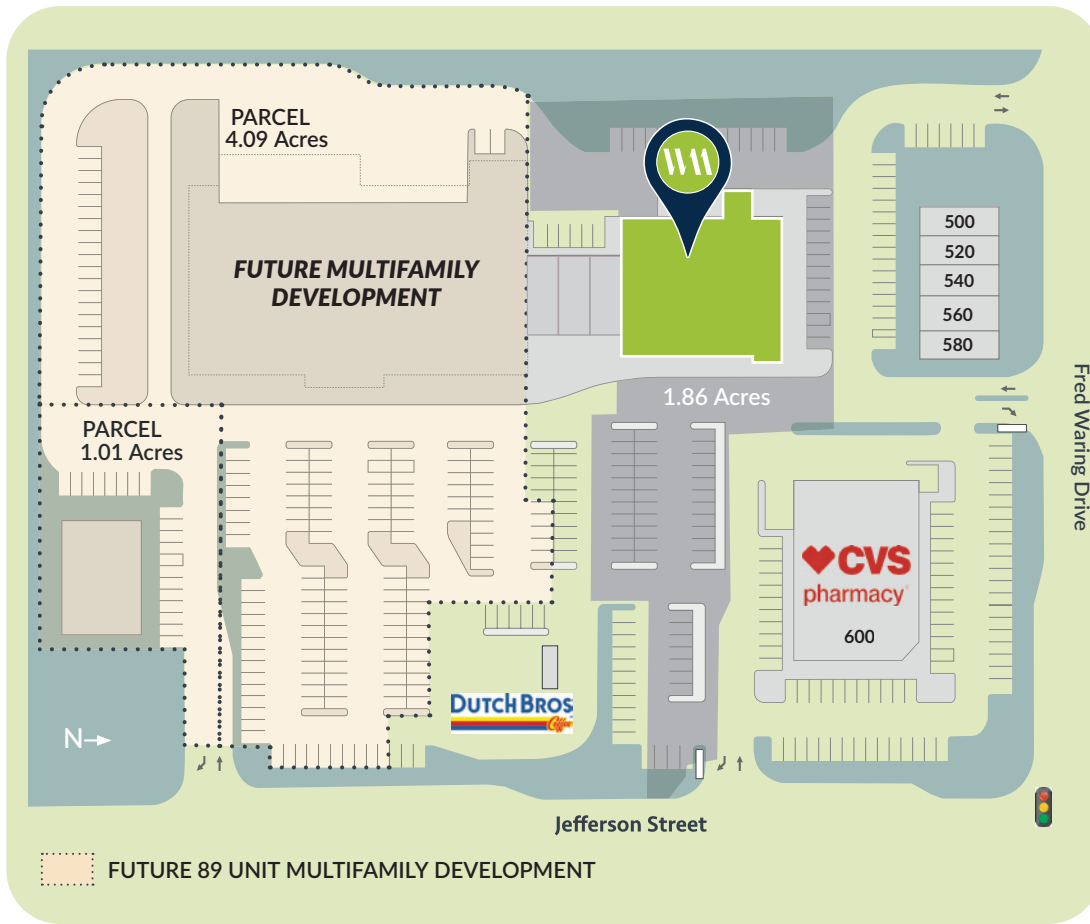 PARCEL
4.09 Acres
FUTURE MULTIFAMILY
DEVELOPMENT
500
520
540
560
580
1.86 Acres
Fred Waring Drive
PARCEL
1.01 Acres
CVS
pharmacy
600
DUTCH BROS
Coffee
N
Jefferson Street
FUTURE 89 UNIT MULTIFAMILY DEVELOPMENT